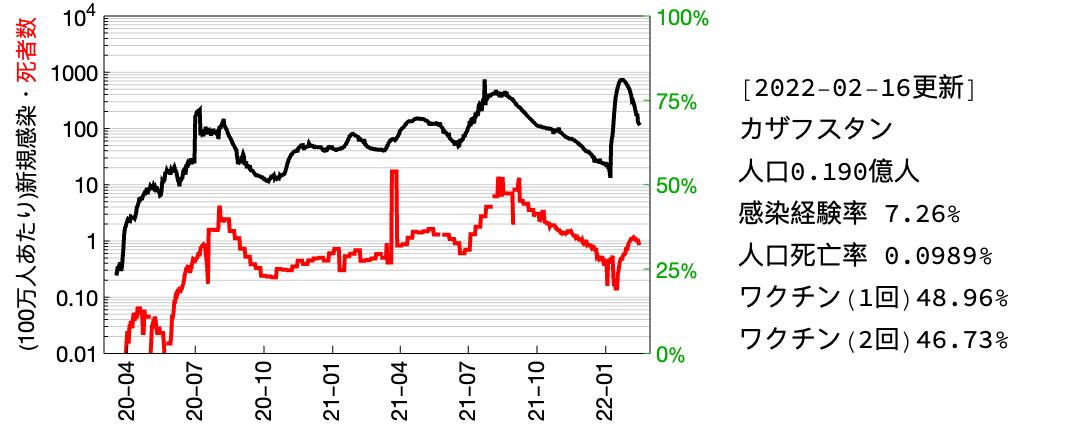 (100万人あたり)新規感染・死者数
10^4
1000
100
10
1
0.10
0.01
100%
75%
50%
25%
0%
20-04
20-07
20-10
21-01
21-04
21-07
21-10
22-01
[2022-02-16更新]
カザフスタン
人口0.190億人
感染経験率 7.26%
人口死亡率 0.0989%
ワクチン(1回)48.96%
ワクチン(2回)46.73%